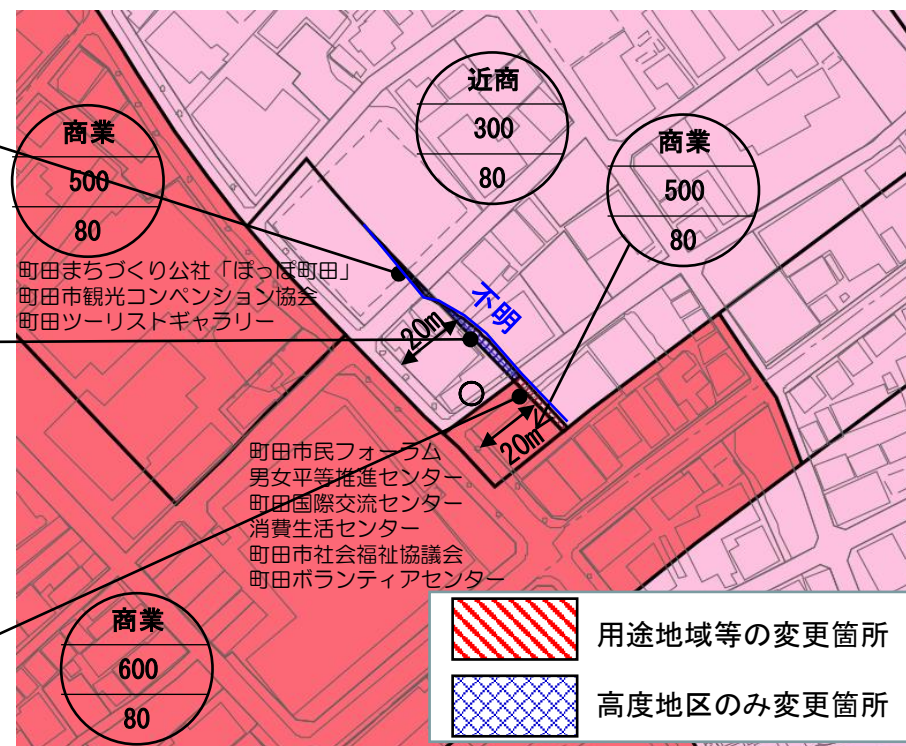 近商
300
80
商業
500
80
商業
500
80
町田まちづくり公社「ぽっぽ町田」
町田市観光コンベンション協会
町田ツーリストギャラリー
不明
20m
20m
町田市民フォーラム
男女平等推進センター
町田国際交流センター
消費生活センター
町田市社会福祉協議会
町田ボランティアセンター
商業
600
80
用途地域等の変更箇所
高度地区のみ変更箇所